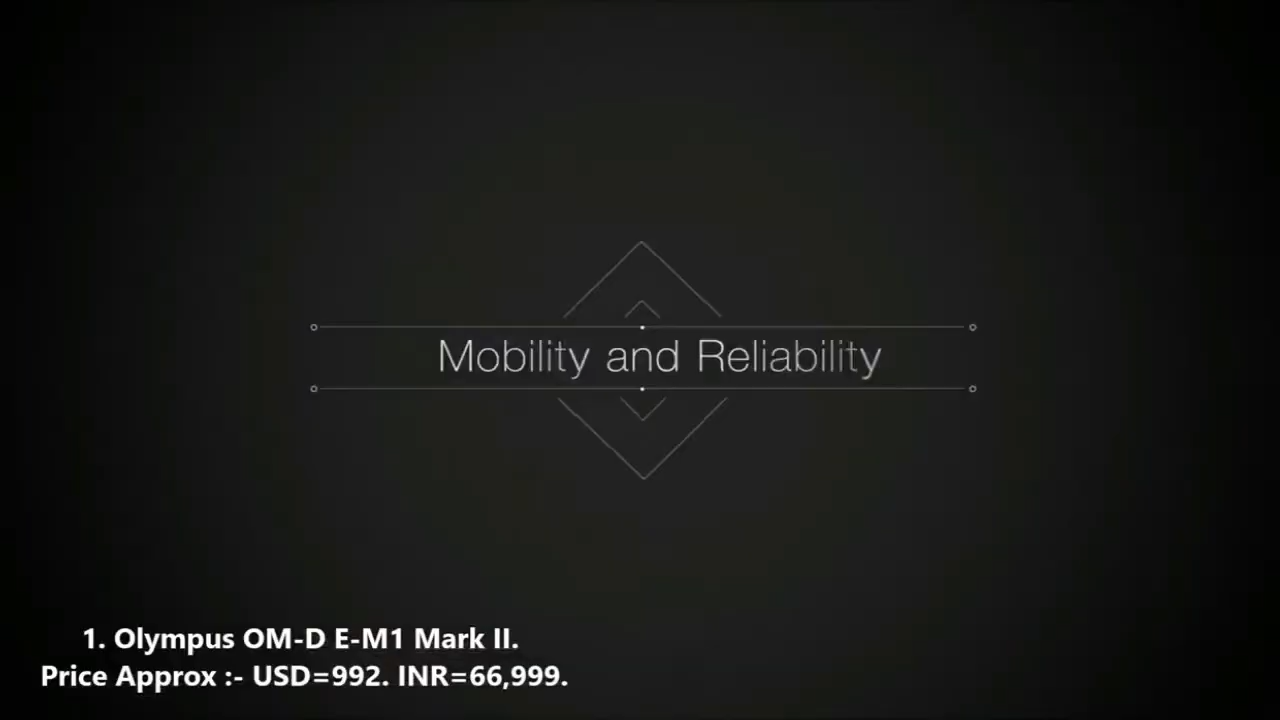 Mobility and Reliability
1. Olympus OM-D E-M1 Mark II.
Price Approx :- USD=992. INR=66,999.